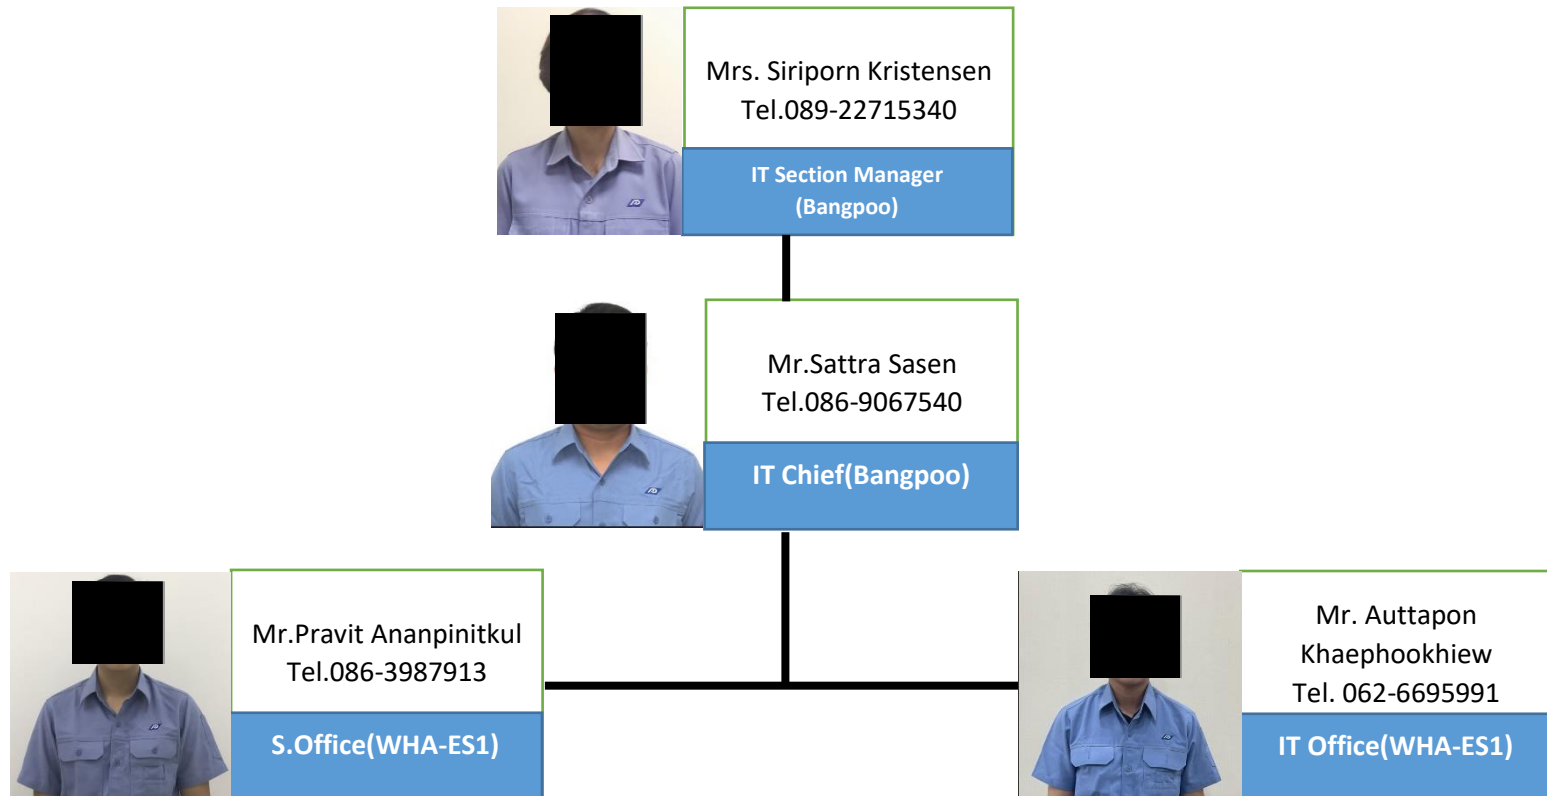 Mrs. Siriporn Kristensen
Tel.089-22715340
IT Section Manager
(Bangpoo)
Mr.Sattra Sasen
Tel.086-9067540
IT Chief(Bangpoo)
Mr.Pravit Ananpinitkul
Tel.086-3987913
S.Office(WHA-ES1)
Mr. Auttapon
Khaephookhiew
Tel. 062-6695991
IT Office(WHA-ES1)